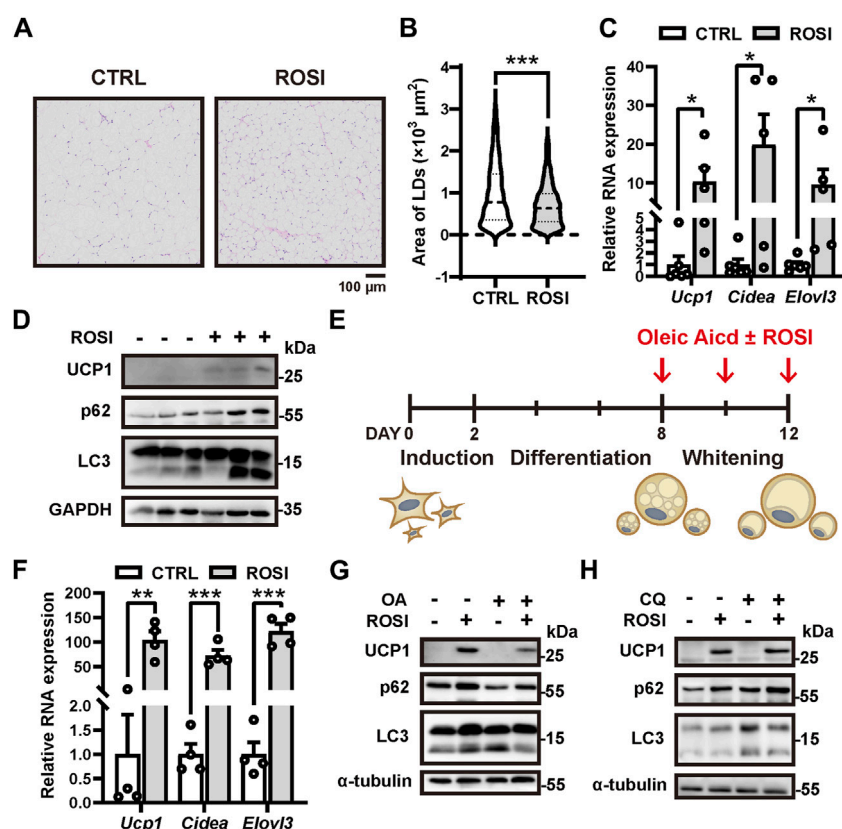 A
CTRL
ROSI
100 μm
B
***
Area of LDs (×10³ μm²)
4
3
2
1
0
-1
CTRL ROSI
C
CTRL ROSI
* * *
Relative RNA expression
40
30
20
10
5
4
2
1
0
Ucp1 Cidea Elovl3
D
ROSI - - - + + +
kDa
UCP1 -25
p62 -55
LC3 -15
GAPDH -35
E
Oleic Aicd ± ROSI
DAY 0 2 8 12
Induction Differentiation Whitening
F
CTRL ROSI
** *** ***
Relative RNA expression
200
150
100
50
2.0
1.5
1.0
0.5
0.0
Ucp1 Cidea Elovl3
G
OA - - + +
ROSI - + - +
kDa
UCP1 -25
p62 -55
LC3 -15
α-tubulin -55
H
CQ - - + +
ROSI - + - +
kDa
UCP1 -25
p62 -55
LC3 -15
α-tubulin -55